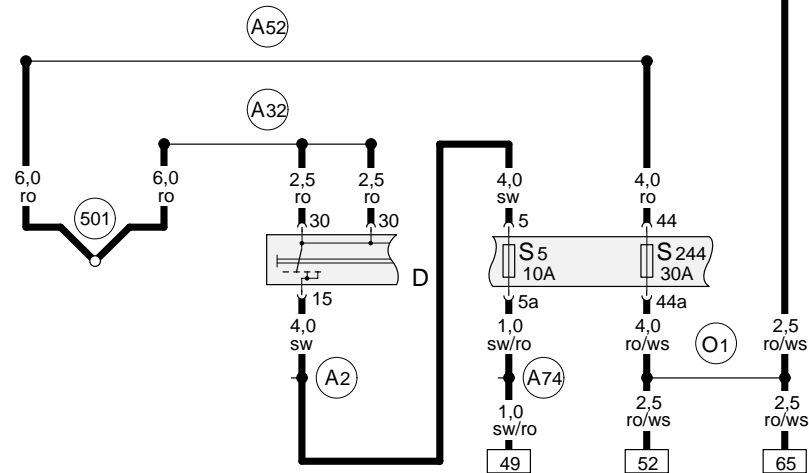 A52
A32
6,0
ro
6,0
ro
2,5
ro
2,5
ro
4,0
sw
4,0
ro
501
30
30
5
44
S5
10A
S244
30A
D
15
5a
44a
4,0
sw
1,0
sw/ro
4,0
ro/ws
O1
2,5
ro/ws
A2
A74
1,0
sw/ro
2,5
ro/ws
2,5
ro/ws
49
52
65